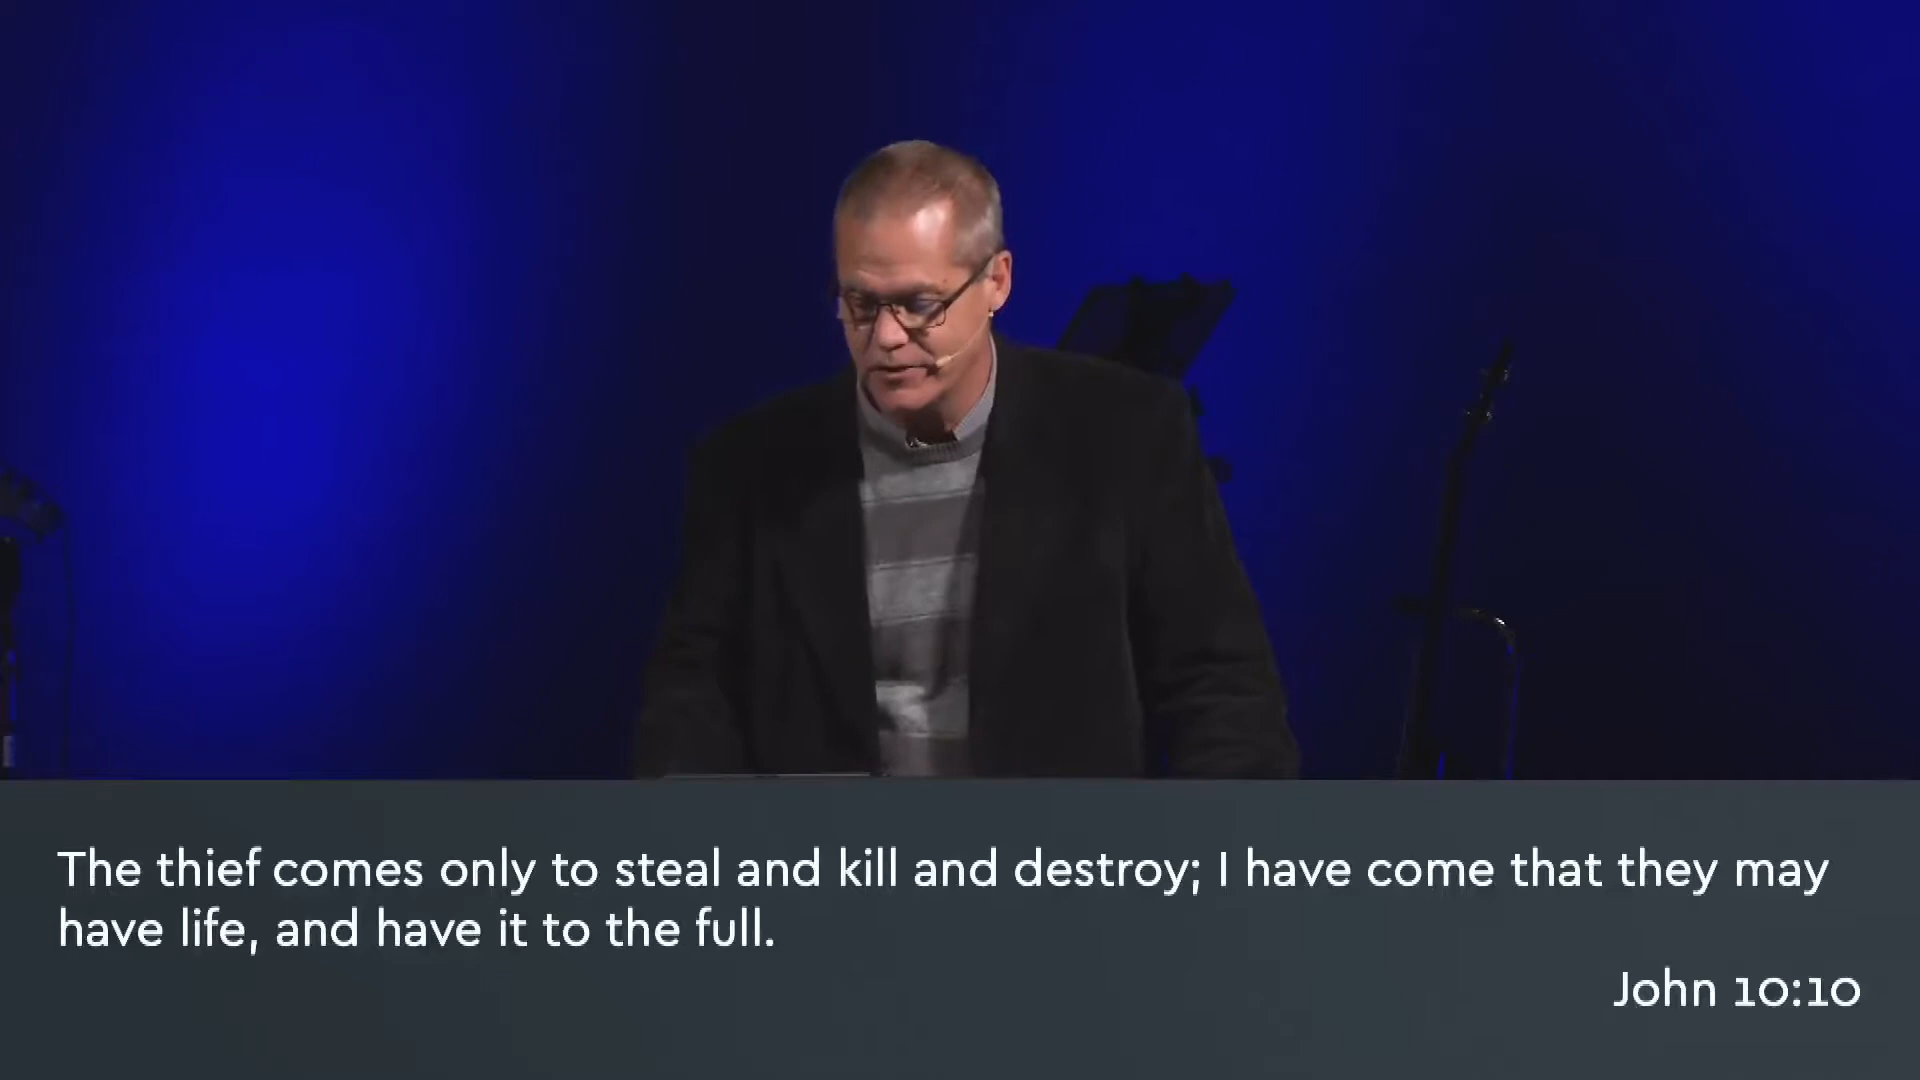 The thief comes only to steal and kill and destroy; I have come that they may
have life, and have it to the full.
John 10:10